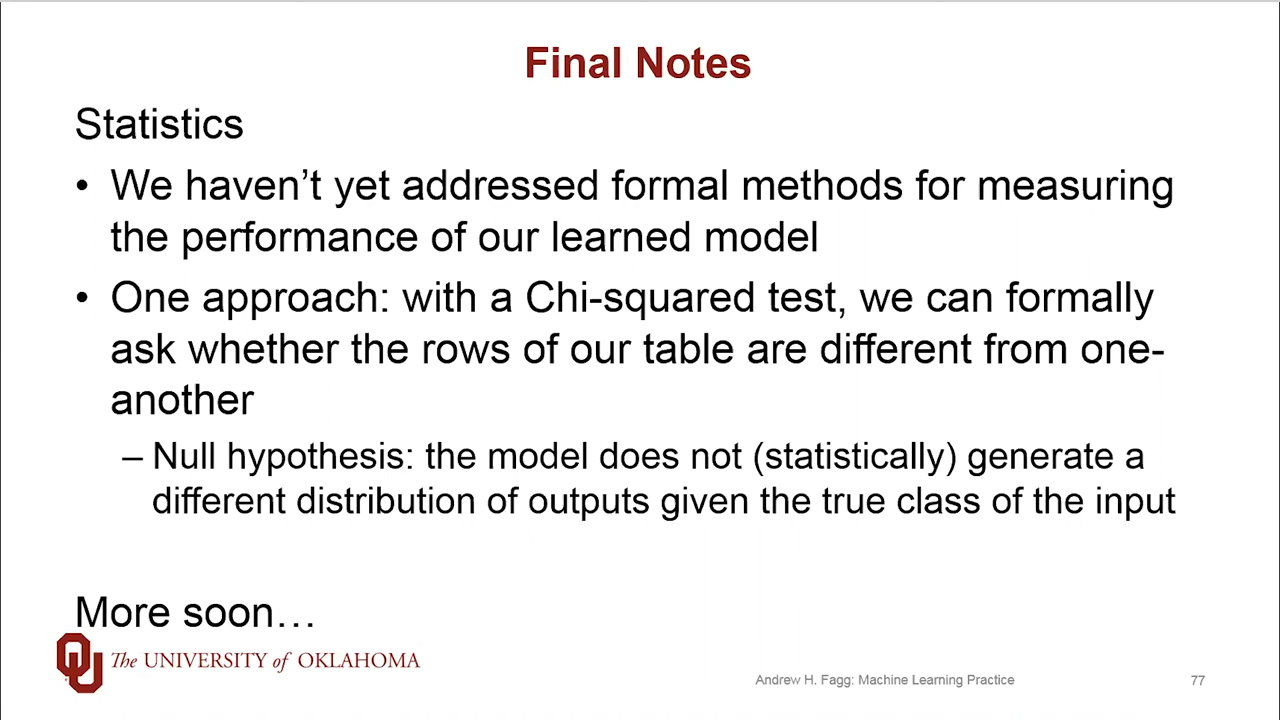 Final Notes
Statistics
• We haven’t yet addressed formal methods for measuring
the performance of our learned model
• One approach: with a Chi-squared test, we can formally
ask whether the rows of our table are different from one-
another
– Null hypothesis: the model does not (statistically) generate a
different distribution of outputs given the true class of the input
More soon…
The UNIVERSITY of OKLAHOMA
Andrew H. Fagg: Machine Learning Practice
77